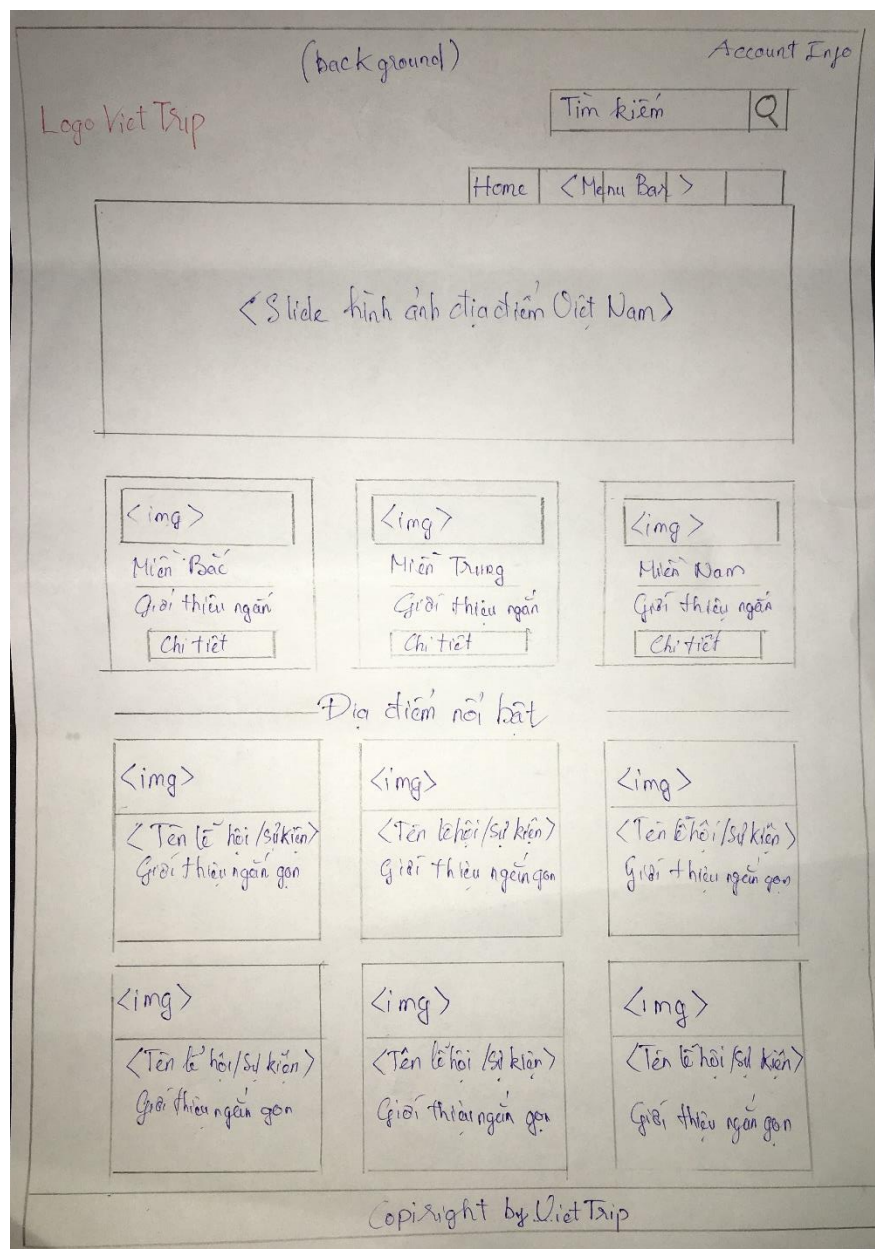 (background)
Account Info
Logo Viet Trip
Tìm kiếm
Home
<Menu Bar>
<Slide hình ảnh địa điểm Việt Nam>
<img>
Miền Bắc
Giới thiệu ngắn
Chi tiết
<img>
Miền Trung
Giới thiệu ngắn
Chi tiết
<img>
Miền Nam
Giới thiệu ngắn
Chi tiết
Địa điểm nổi bật
<img>
<Tên lễ hội/Sự kiện>
Giới thiệu ngắn gọn
<img>
<Tên lễ hội/Sự kiện>
Giới thiệu ngắn gọn
<img>
<Tên lễ hội/Sự kiện>
Giới thiệu ngắn gọn
<img>
<Tên lễ hội/Sự kiện>
Giới thiệu ngắn gọn
<img>
<Tên lễ hội/Sự kiện>
Giới thiệu ngắn gọn
<img>
<Tên lễ hội/Sự kiện>
Giới thiệu ngắn gọn
Copiright by Viet Trip